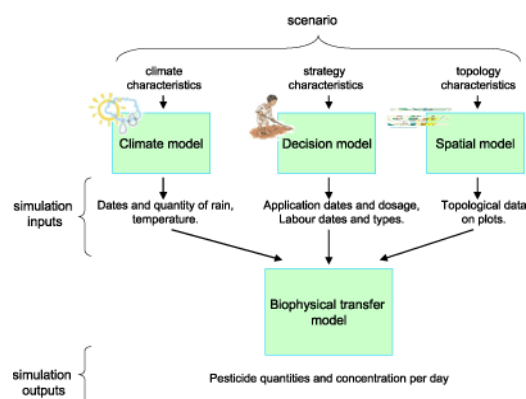 scenario
climate
characteristics
strategy
characteristics
topology
characteristics
Climate model
Decision model
Spatial model
simulation
inputs
Dates and quantity of rain,
temperature.
Application dates and dosage,
Labour dates and types.
Topological data
on plots.
Biophysical transfer
model
simulation
outputs
Pesticide quantities and concentration per day